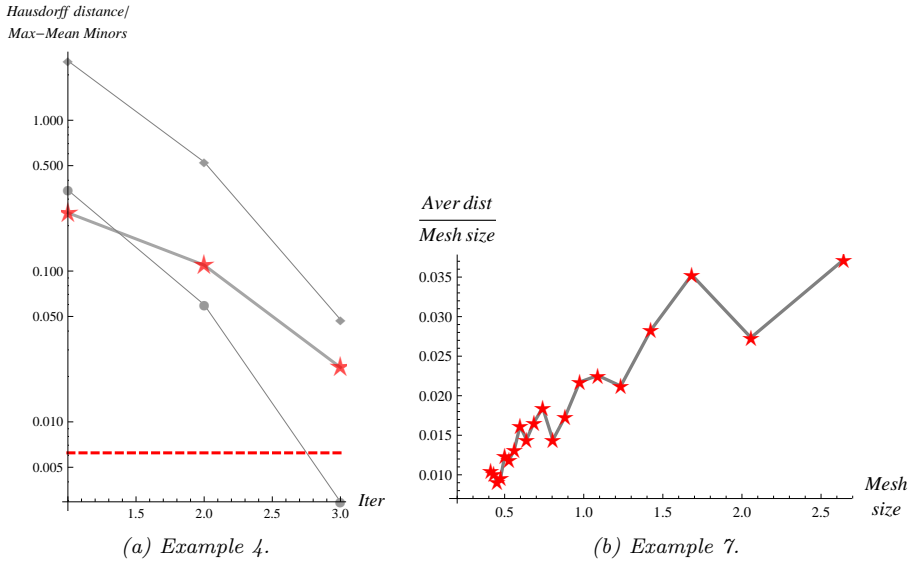 Hausdorff distance/
Max−Mean Minors
1.000
0.500
0.100
0.050
0.010
0.005
1.5
2.0
2.5
3.0
Iter
(a) Example 4.
Aver dist
Mesh size
0.035
0.030
0.025
0.020
0.015
0.010
0.5
1.0
1.5
2.0
2.5
Mesh
size
(b) Example 7.